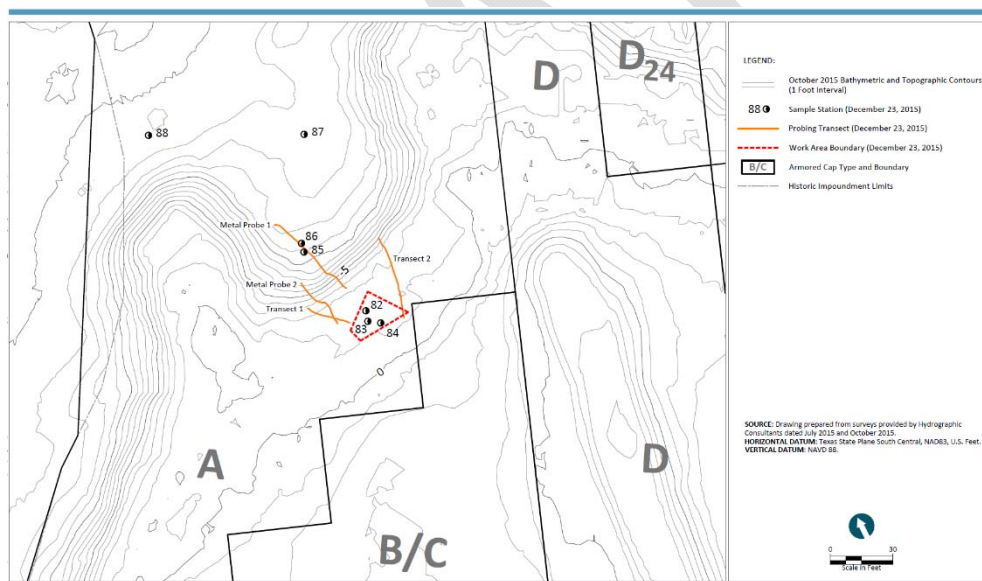 D
D24
88
87
Metal Probe 1
86
85
-5
Transect 2
Metal Probe 2
82
Transect 1
83
84
0
A
D
B/C
LEGEND:
October 2015 Bathymetric and Topographic Contours
(1 Foot Interval)
88 Sample Station (December 23, 2015)
Probing Transect (December 23, 2015)
Work Area Boundary (December 23, 2015)
B/C Armored Cap Type and Boundary
Historic Impoundment Limits
SOURCE: Drawing prepared from surveys provided by Hydrographic
Consultants dated July 2015 and October 2015.
HORIZONTAL DATUM: Texas State Plane South Central, NAD83, U.S. Feet.
VERTICAL DATUM: NAVD 88.
0 30
Scale in Feet